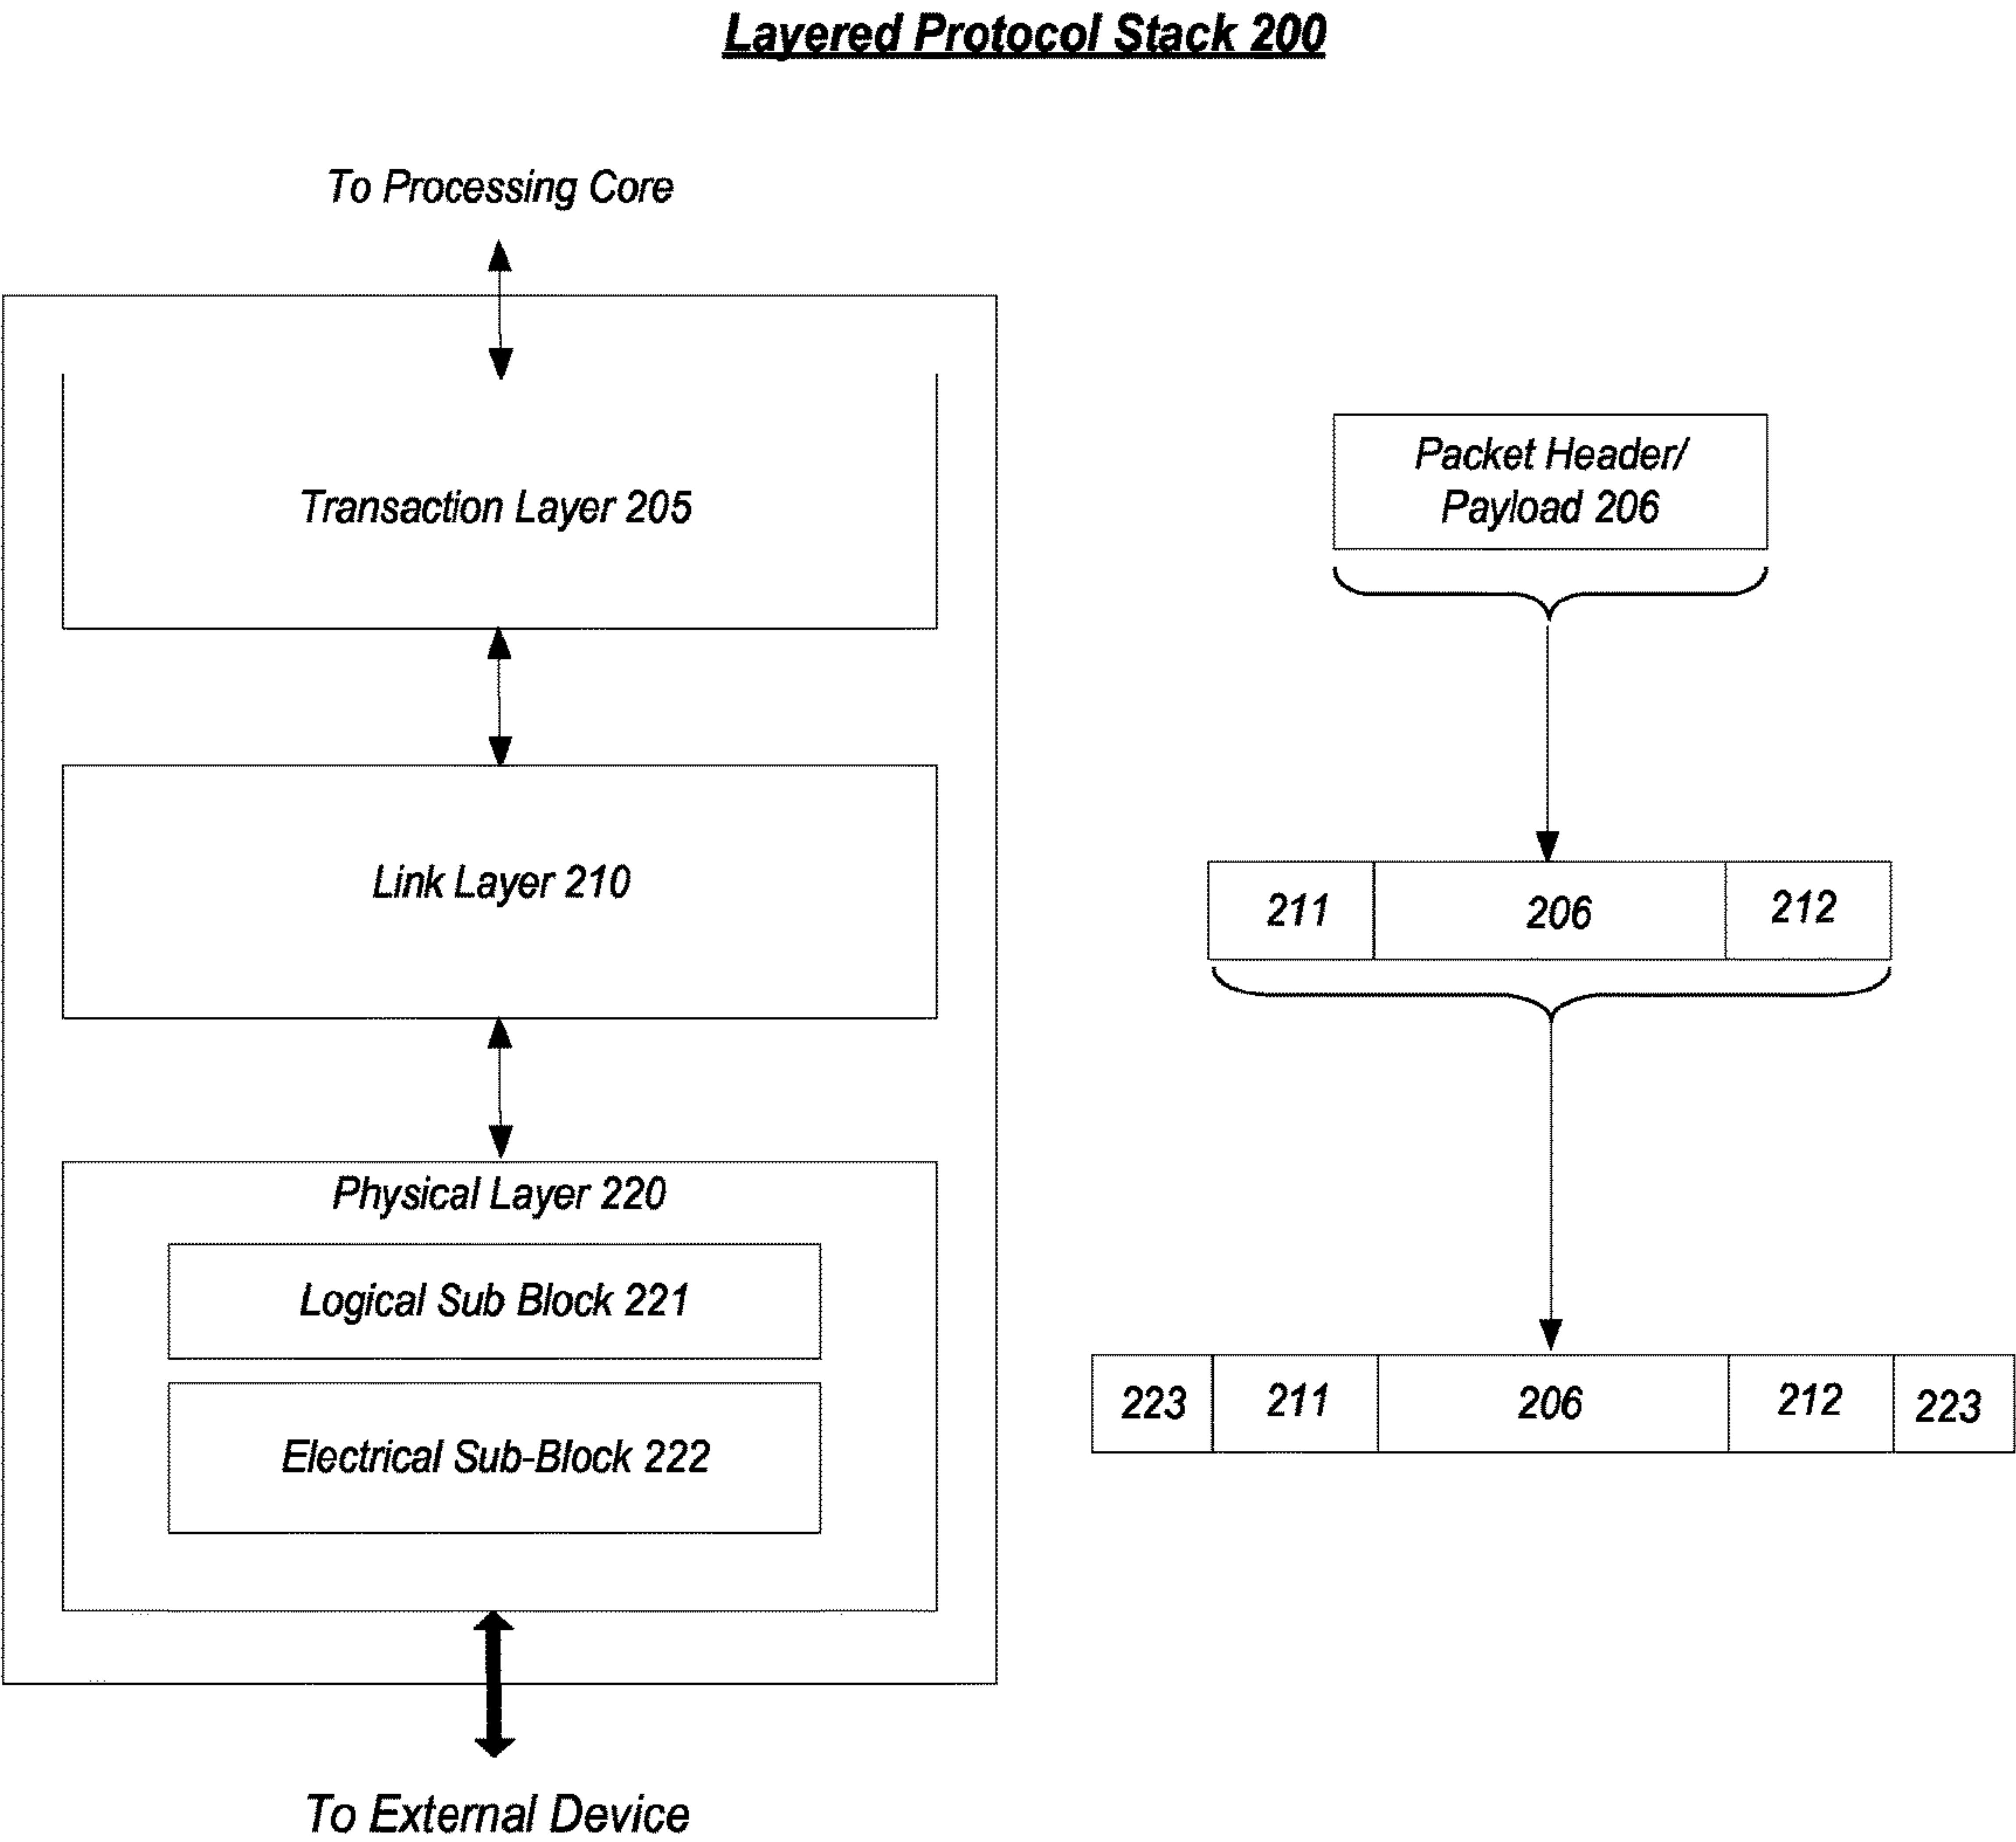 Layered Protocol Stack 200
To Processing Core
Transaction Layer 205
Packet Header/
Payload 206
Link Layer 210
211 206 212
Physical Layer 220
Logical Sub Block 221
Electrical Sub-Block 222
223 211 206 212 223
To External Device